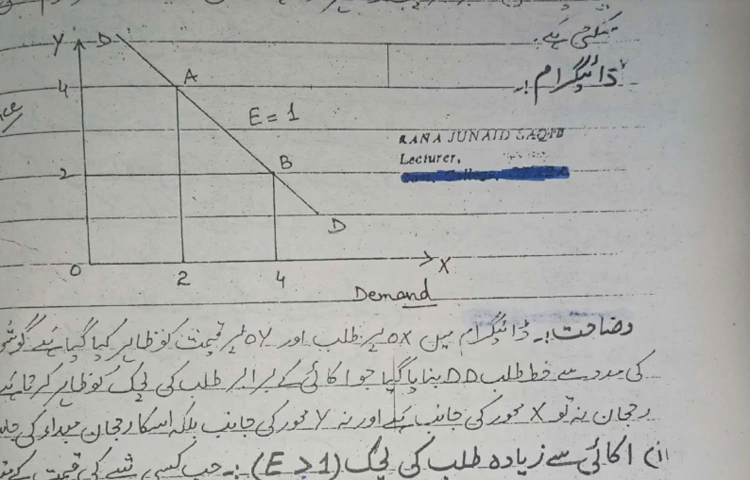 نکلتی ہے۔
ڈائیگرام:۔
Y D
4 A
E = 1
RANA JUNAID SAQIB
Lecturer,
2 B
D
0 2 4 X
Demand
وضاحت:۔ ڈائیگرام میں OX پر طلب اور OY پر قیمت کو ظاہر کیا گیا ہے
کی مدد سے خط طلب DD بنایا گیا جو اکائی کے برابر طلب کی لچک کو ظاہر کرتا ہے
رجحان نہ تو X محور کی جانب ہے اور نہ Y محور کی جانب بلکہ اسکا رجحان مبداء کی
اکائی سے زیادہ طلب کی لچک (E > 1) :۔ جب کسی شے کی قیمت